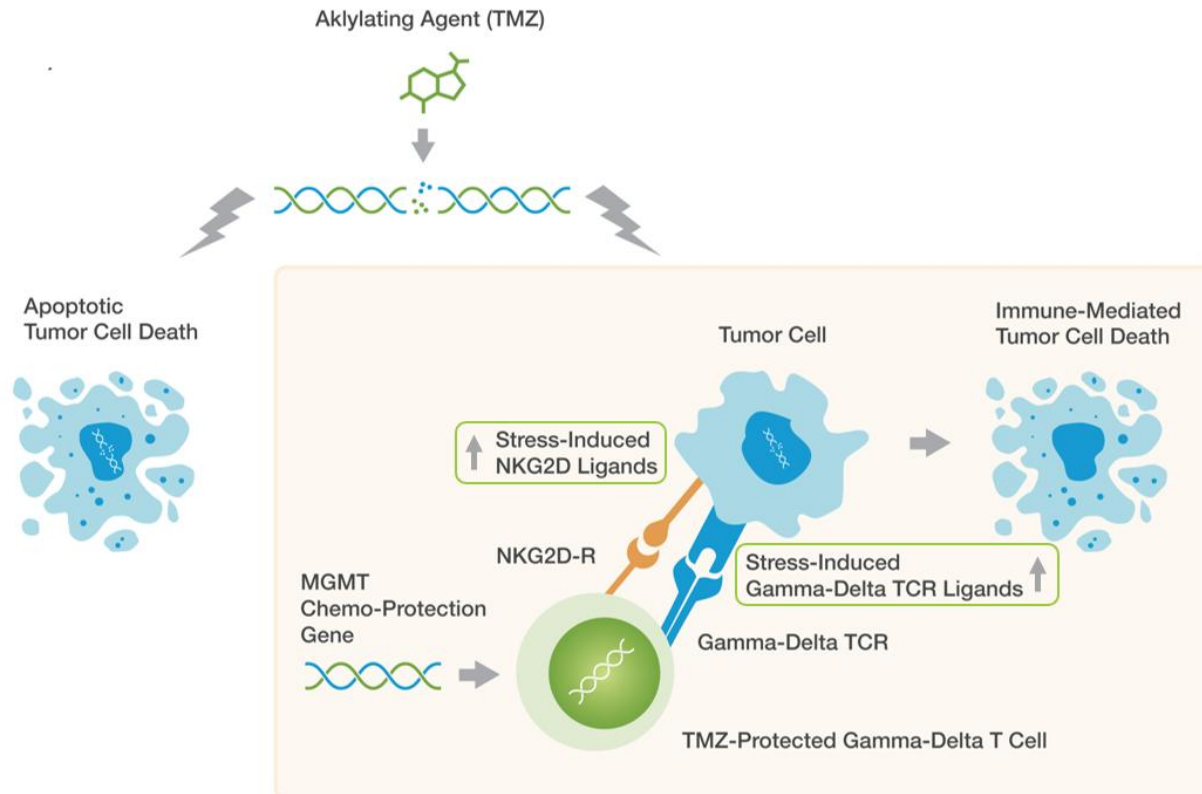 Aklylating Agent (TMZ)
Apoptotic
Tumor Cell Death
Tumor Cell
Immune-Mediated
Tumor Cell Death
Stress-Induced
NKG2D Ligands
NKG2D-R
Stress-Induced
Gamma-Delta TCR Ligands
MGMT
Chemo-Protection
Gene
Gamma-Delta TCR
TMZ-Protected Gamma-Delta T Cell